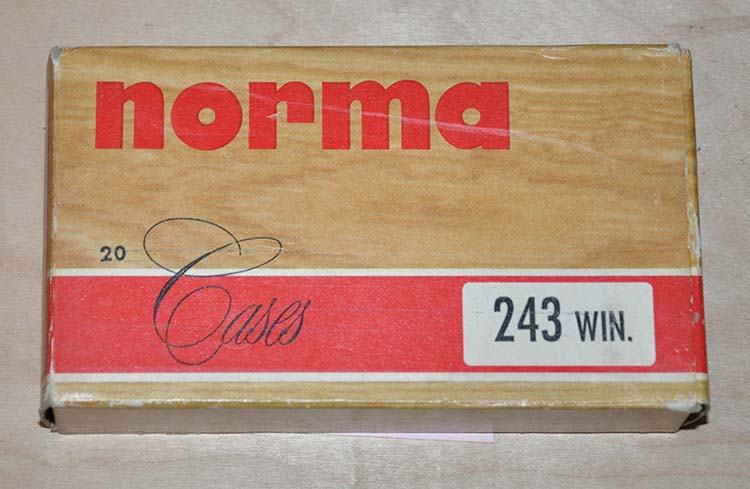 norma
20 Cases
243 WIN.